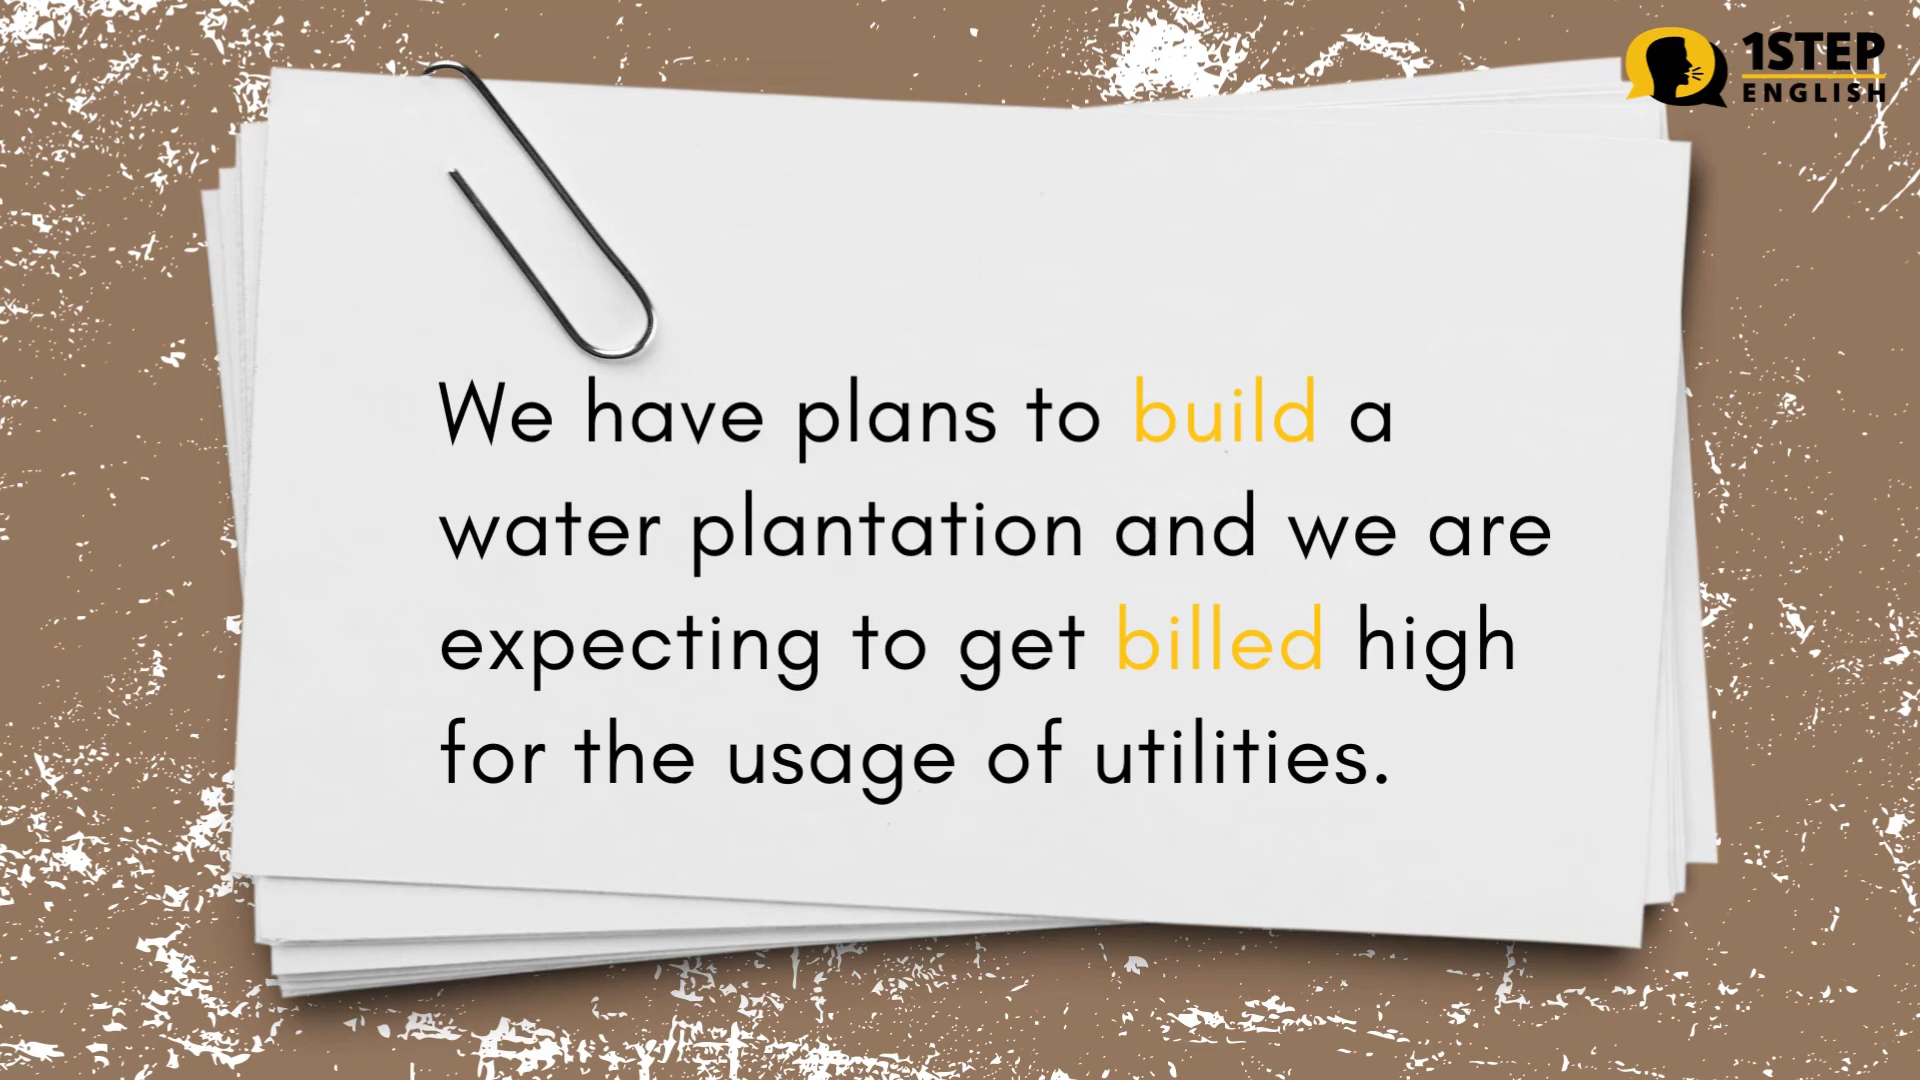 1STEP
ENGLISH
We have plans to build a
water plantation and we are
expecting to get billed high
for the usage of utilities.